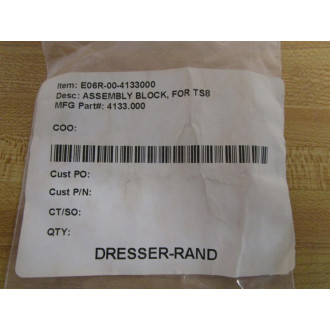 Item: E06R-00-4133000
Desc: ASSEMBLY BLOCK, FOR TS8
MFG Part#: 4133.000
COO:
Cust PO:
Cust P/N:
CT/SO:
QTY:
DRESSER-RAND